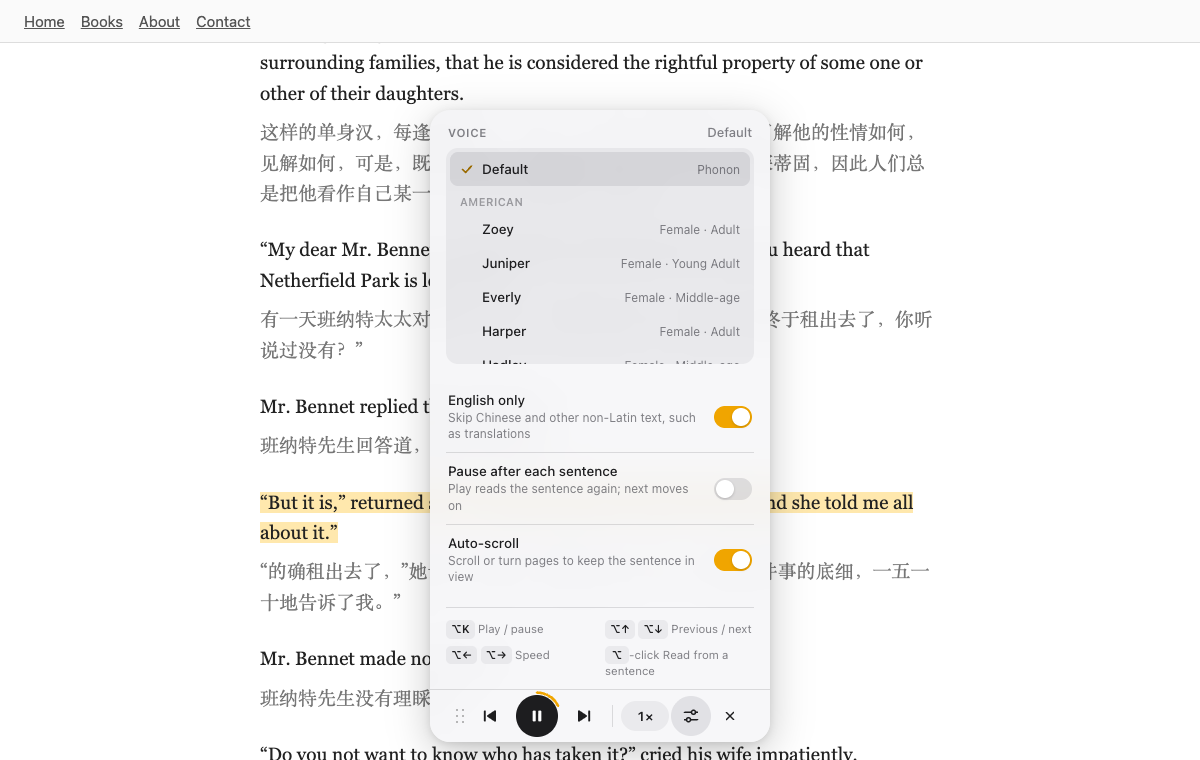 Home Books About Contact
surrounding families, that he is considered the rightful property of some one or
other of their daughters.
这样的单身汉，每逢
解他的性情如何，
见解如何，可是，既
蒂固，因此人们总
是把他看作自己某一
“My dear Mr. Benne
u heard that
Netherfield Park is l
有一天班纳特太太对
终于租出去了，你听
说过没有？”
Mr. Bennet replied t
班纳特先生回答道，
“But it is,” returned
nd she told me all
about it.”
“的确租出去了，”她
件事的底细，一五一
十地告诉了我。”
Mr. Bennet made no
班纳特先生没有理睬
“Do you not want to know who has taken it?” cried his wife impatiently.
VOICE Default
Default Phonon
AMERICAN
Zoey Female · Adult
Juniper Female · Young Adult
Everly Female · Middle-age
Harper Female · Adult
English only
Skip Chinese and other non-Latin text, such
as translations
Pause after each sentence
Play reads the sentence again; next moves
on
Auto-scroll
Scroll or turn pages to keep the sentence in
view
⌥K Play / pause ⌥↑ ⌥↓ Previous / next
⌥← ⌥→ Speed ⌥ -click Read from a
sentence
1×